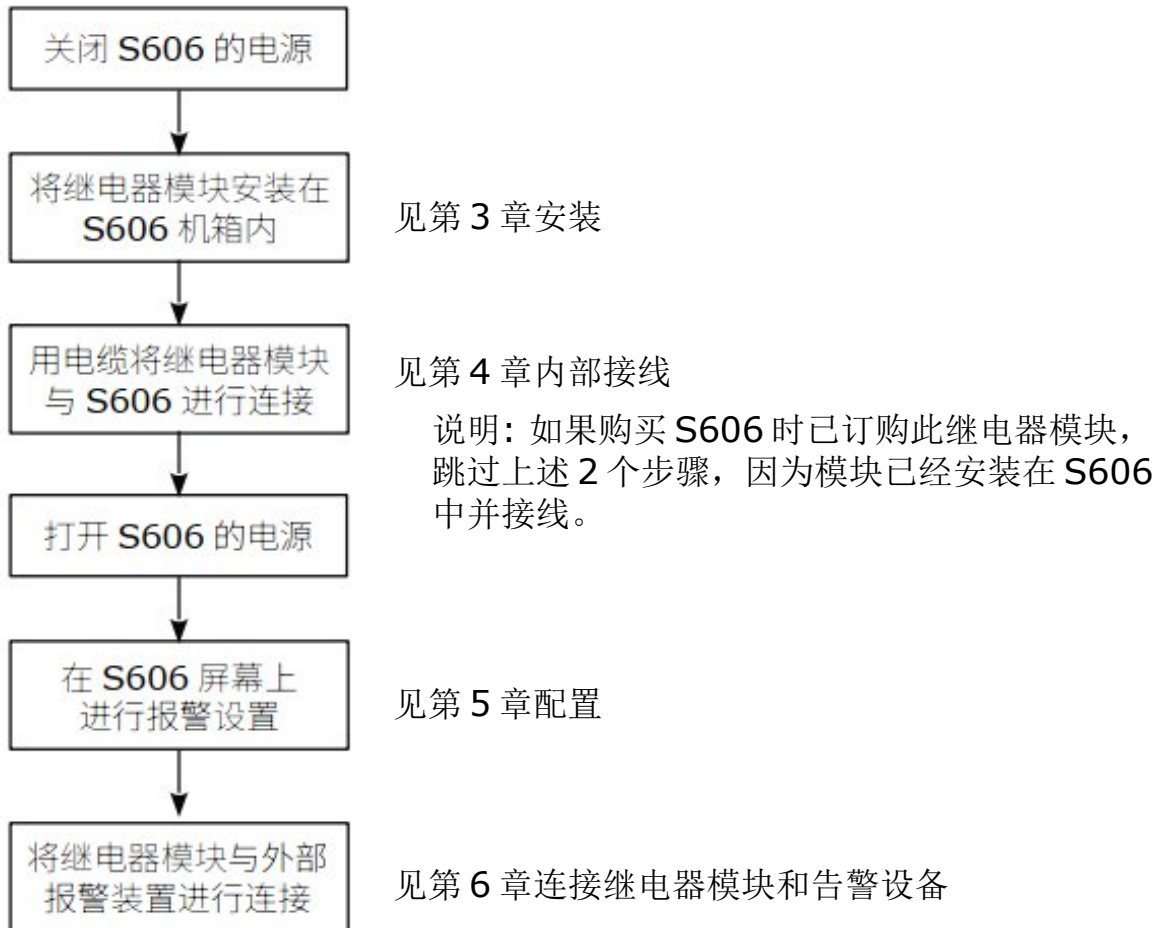 关闭 S606 的电源
将继电器模块安装在
S606 机箱内
见第 3 章安装
用电缆将继电器模块
与 S606 进行连接
见第 4 章内部接线
说明: 如果购买 S606 时已订购此继电器模块，
跳过上述 2 个步骤，因为模块已经安装在 S606
中并接线。
打开 S606 的电源
在 S606 屏幕上
进行报警设置
见第 5 章配置
将继电器模块与外部
报警装置进行连接
见第 6 章连接继电器模块和告警设备